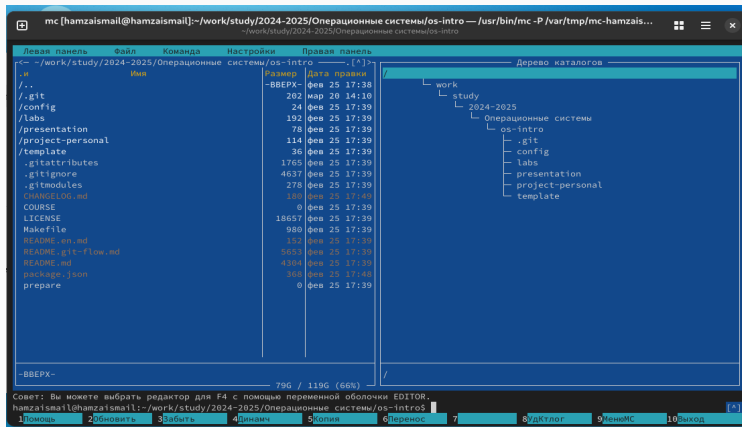 mc [hamzaismail@hamzaismail]:~/work/study/2024-2025/Операционные системы/os-intro — /usr/bin/mc -P /var/tmp/mc-hamzais...
~/work/study/2024-2025/Операционные системы/os-intro
Левая панель Файл Команда Настройки Правая панель
<— ~/work/study/2024-2025/Операционные системы/os-intro ——.[^]>
.и Имя Размер Дата правки
/.. -ВВЕРХ- фев 25 17:38
/.git 202 мар 20 14:10
/config 24 фев 25 17:39
/labs 192 фев 25 17:39
/presentation 78 фев 25 17:39
/project-personal 114 фев 25 17:39
/template 36 фев 25 17:39
.gitattributes 1765 фев 25 17:39
.gitignore 4637 фев 25 17:39
.gitmodules 278 фев 25 17:39
CHANGELOG.md 180 фев 25 17:49
COURSE 0 фев 25 17:39
LICENSE 18657 фев 25 17:39
Makefile 980 фев 25 17:39
README.en.md 152 фев 25 17:39
README.git-flow.md 5653 фев 25 17:39
README.md 4304 фев 25 17:39
package.json 368 фев 25 17:48
prepare 0 фев 25 17:39
-ВВЕРХ-
79G / 119G (66%)
Дерево каталогов
/
work
study
2024-2025
Операционные системы
os-intro
.git
config
labs
presentation
project-personal
template
/
Совет: Вы можете выбрать редактор для F4 с помощью переменной оболочки EDITOR.
hamzaismail@hamzaismail:~/work/study/2024-2025/Операционные системы/os-intro$ [^]
1Помощь 2Обновить 3Забыть 4Динамч 5Копия 6Перенос 7 8УдКтлог 9МенюМС 10Выход